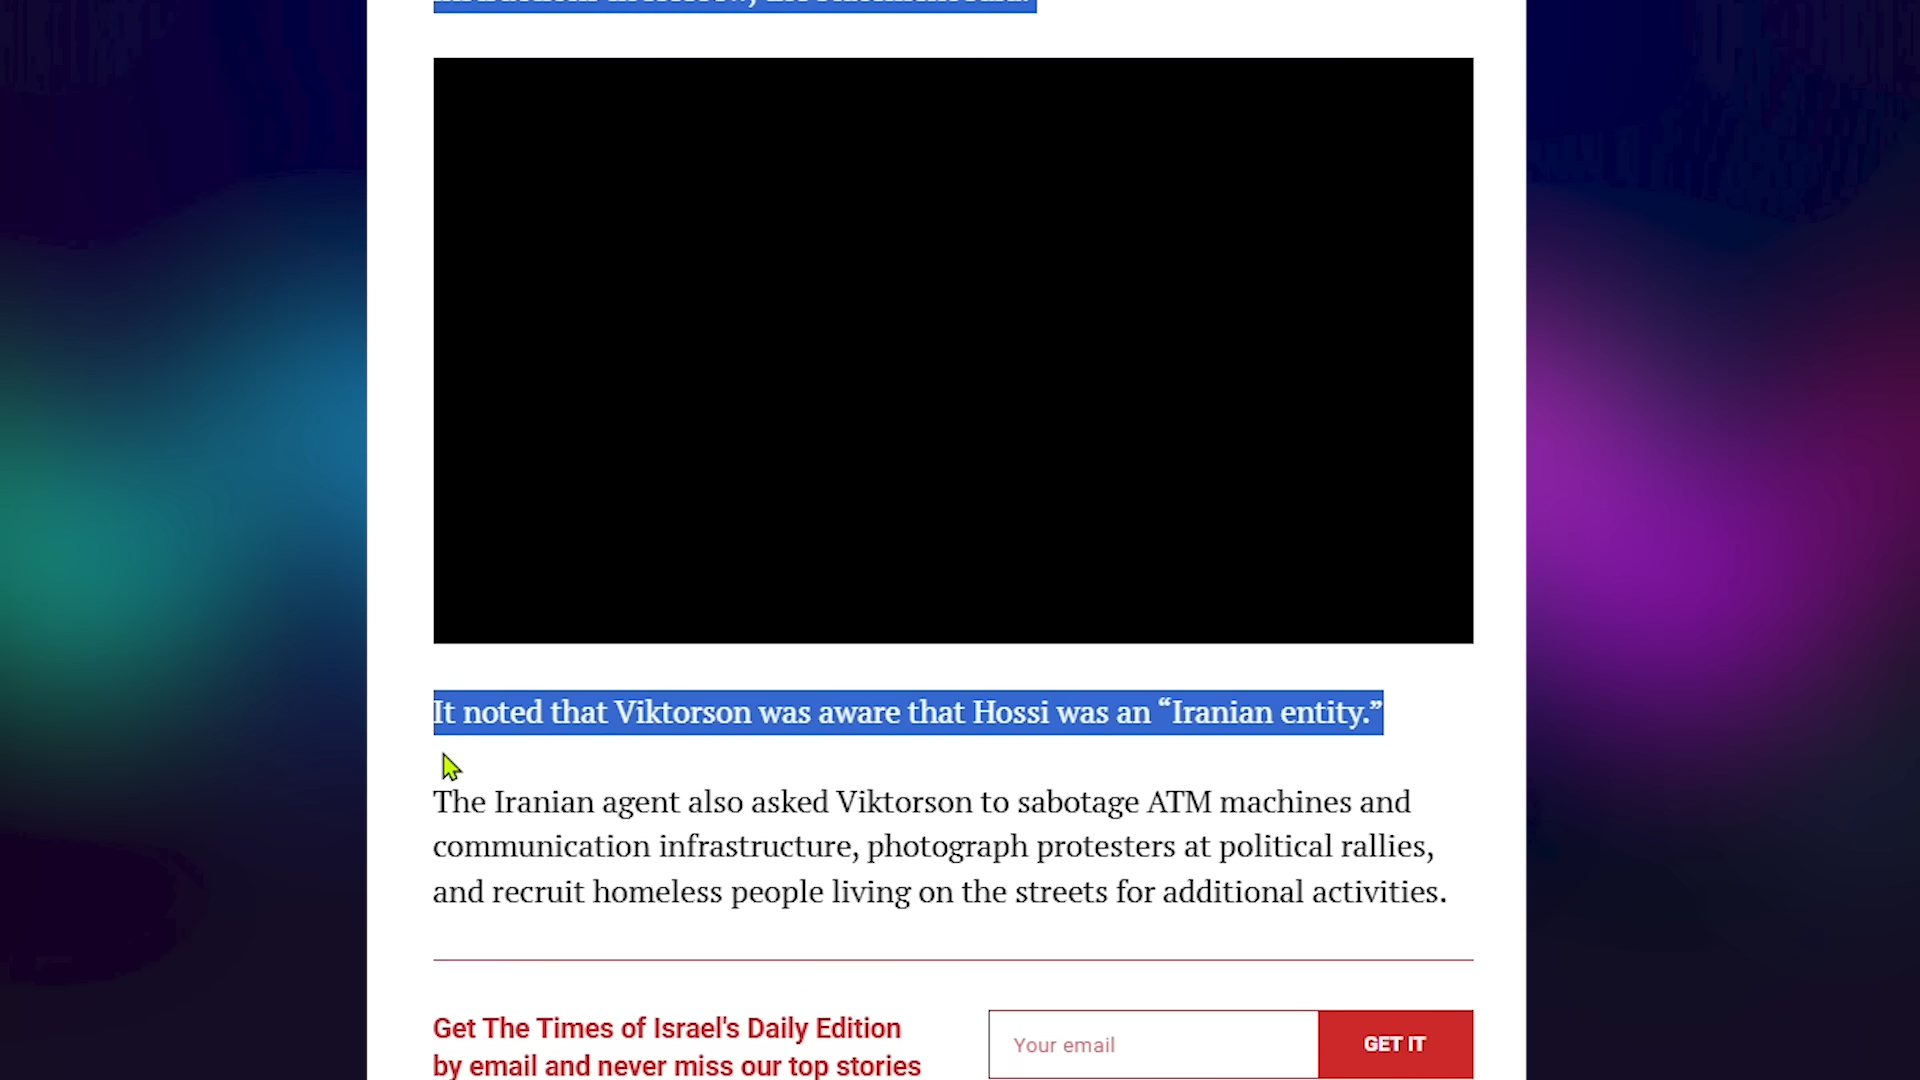 It noted that Viktorson was aware that Hossi was an “Iranian entity.”
The Iranian agent also asked Viktorson to sabotage ATM machines and
communication infrastructure, photograph protesters at political rallies,
and recruit homeless people living on the streets for additional activities.
Get The Times of Israel's Daily Edition
by email and never miss our top stories
Your email
GET IT